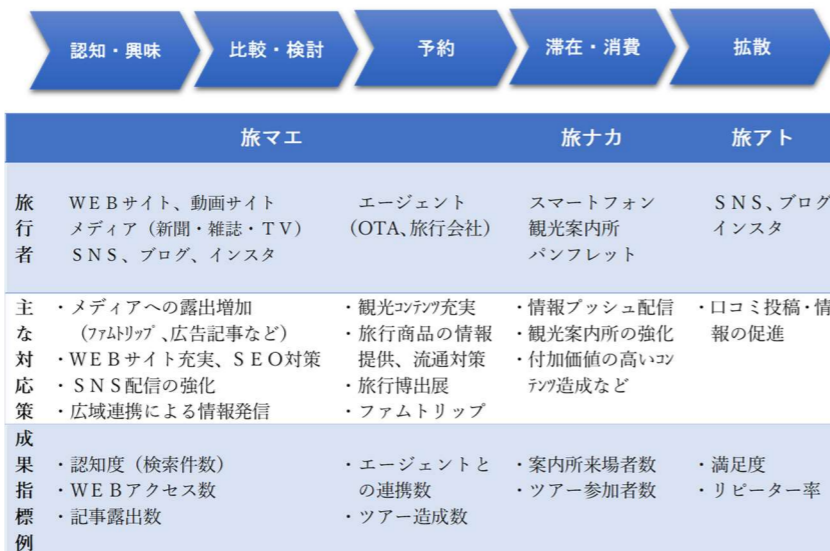 認知・興味
比較・検討
予約
滞在・消費
拡散
旅マエ
旅ナカ
旅アト
旅行者
WEBサイト、動画サイト
メディア（新聞・雑誌・TV）
SNS、ブログ、インスタ
エージェント
(OTA、旅行会社）
スマートフォン
観光案内所
パンフレット
SNS、ブログ
インスタ
主な対応策
・メディアへの露出増加
（ﾌｧﾑﾄﾘｯﾌﾟ、広告記事など）
・WEBサイト充実、SEO対策
・SNS配信の強化
・広域連携による情報発信
・観光ｺﾝﾃﾝﾂ充実
・旅行商品の情報
提供、流通対策
・旅行博出展
・ファムトリップ
・情報プッシュ配信
・観光案内所の強化
・付加価値の高いｺﾝ
ﾃﾝﾂ造成など
・口コミ投稿・情
報の促進
成果指標例
・認知度（検索件数）
・WEBアクセス数
・記事露出数
・エージェントと
の連携数
・ツアー造成数
・案内所来場者数
・ツアー参加者数
・満足度
・リピーター率